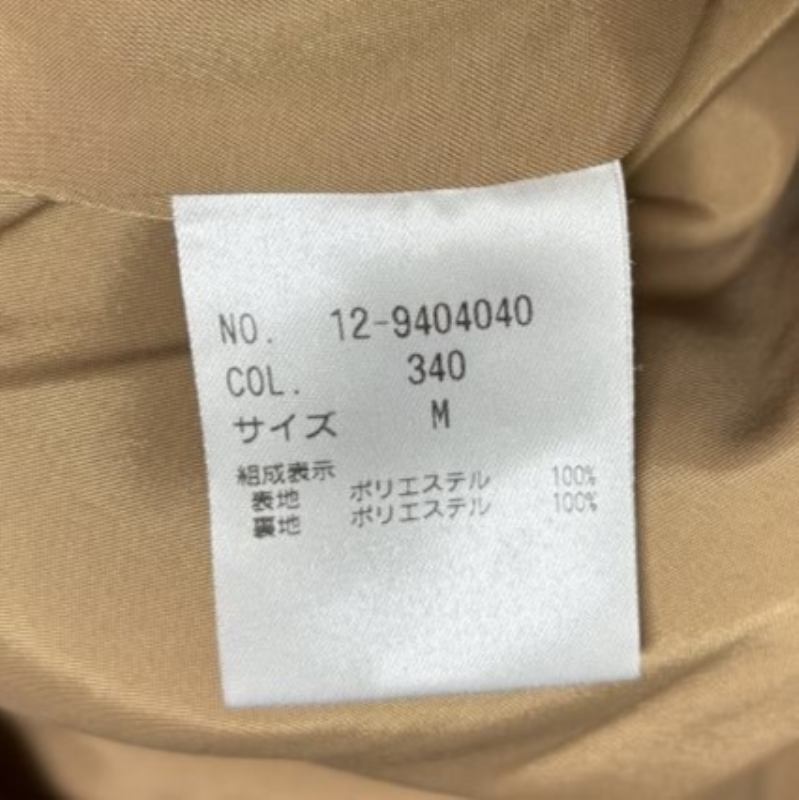 NO. 12-9404040
COL. 340
サイズ M
組成表示
表地 ポリエステル 100%
裏地 ポリエステル 100%